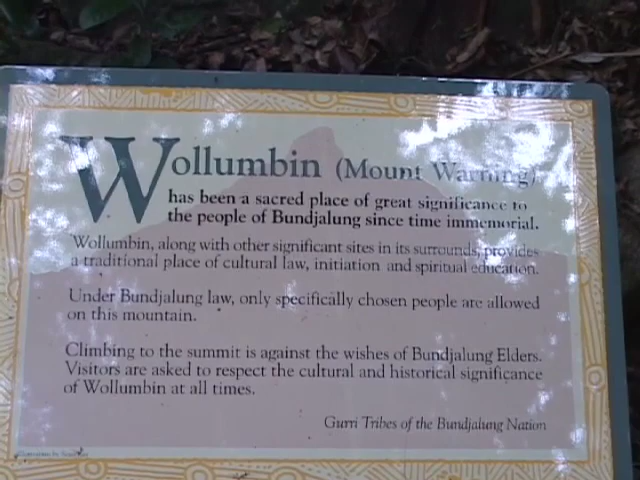 Wollumbin (Mount Warning)
has been a sacred place of great significance to
the people of Bundjalung since time immemorial.
Wollumbin, along with other significant sites in its surrounds, provides
a traditional place of cultural law, initiation and spiritual education.
Under Bundjalung law, only specifically chosen people are allowed
on this mountain.
Climbing to the summit is against the wishes of Bundjalung Elders.
Visitors are asked to respect the cultural and historical significance
of Wollumbin at all times.
Gurri Tribes of the Bundjalung Nation